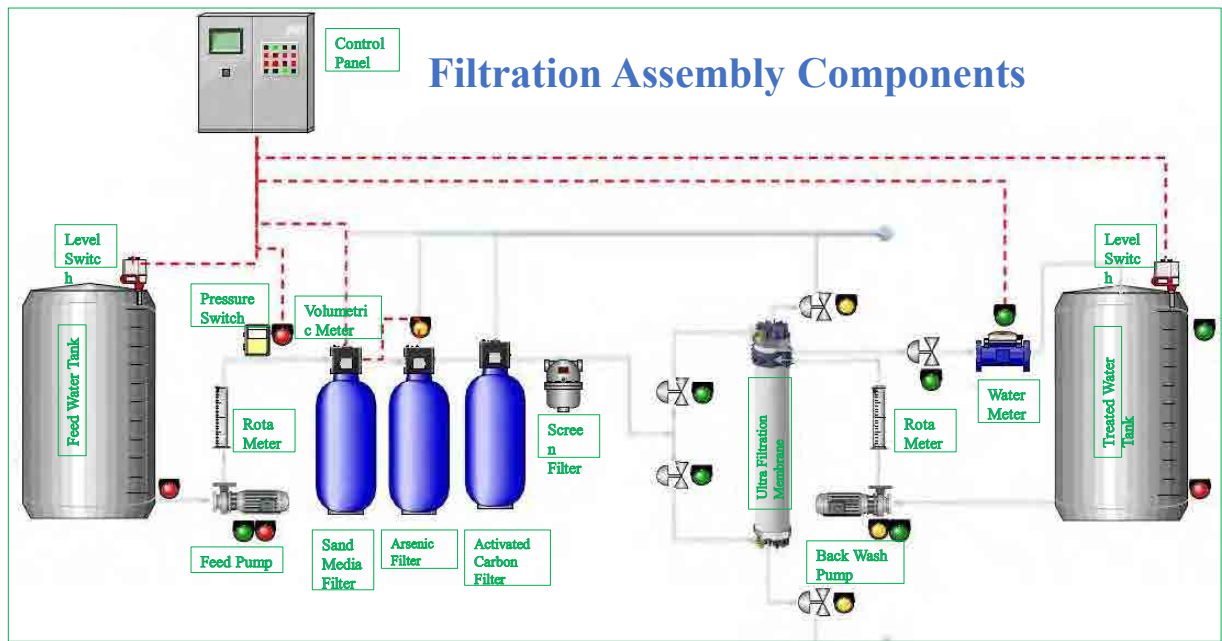 Control
Panel
Filtration Assembly Components
Level
Switc
h
Level
Switc
h
Pressure
Switch
Volumetri
c Meter
Feed Water Tank
Rota
Meter
Scree
n
Filter
Ultra Filtration
Membrane
Rota
Meter
Water
Meter
Treated Water
Tank
Feed Pump
Sand
Media
Filter
Arsenic
Filter
Activated
Carbon
Filter
Back Wash
Pump